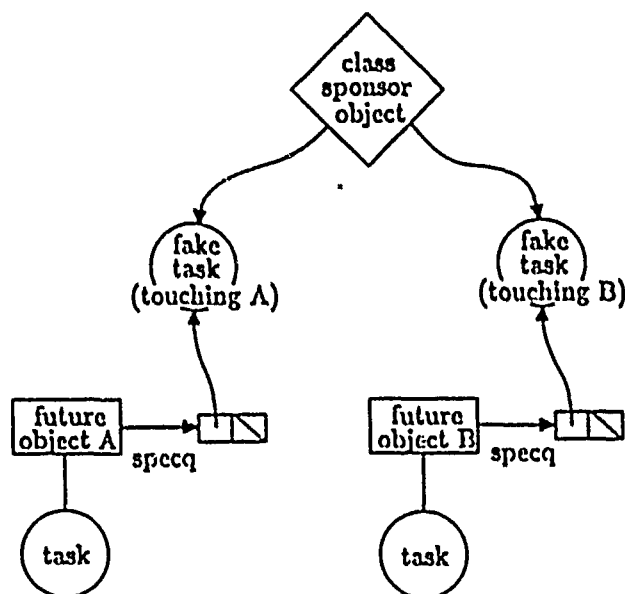 class
sponsor
object
fake
task
(touching A)
fake
task
(touching B)
future
object A
specq
future
object B
specq
task
task